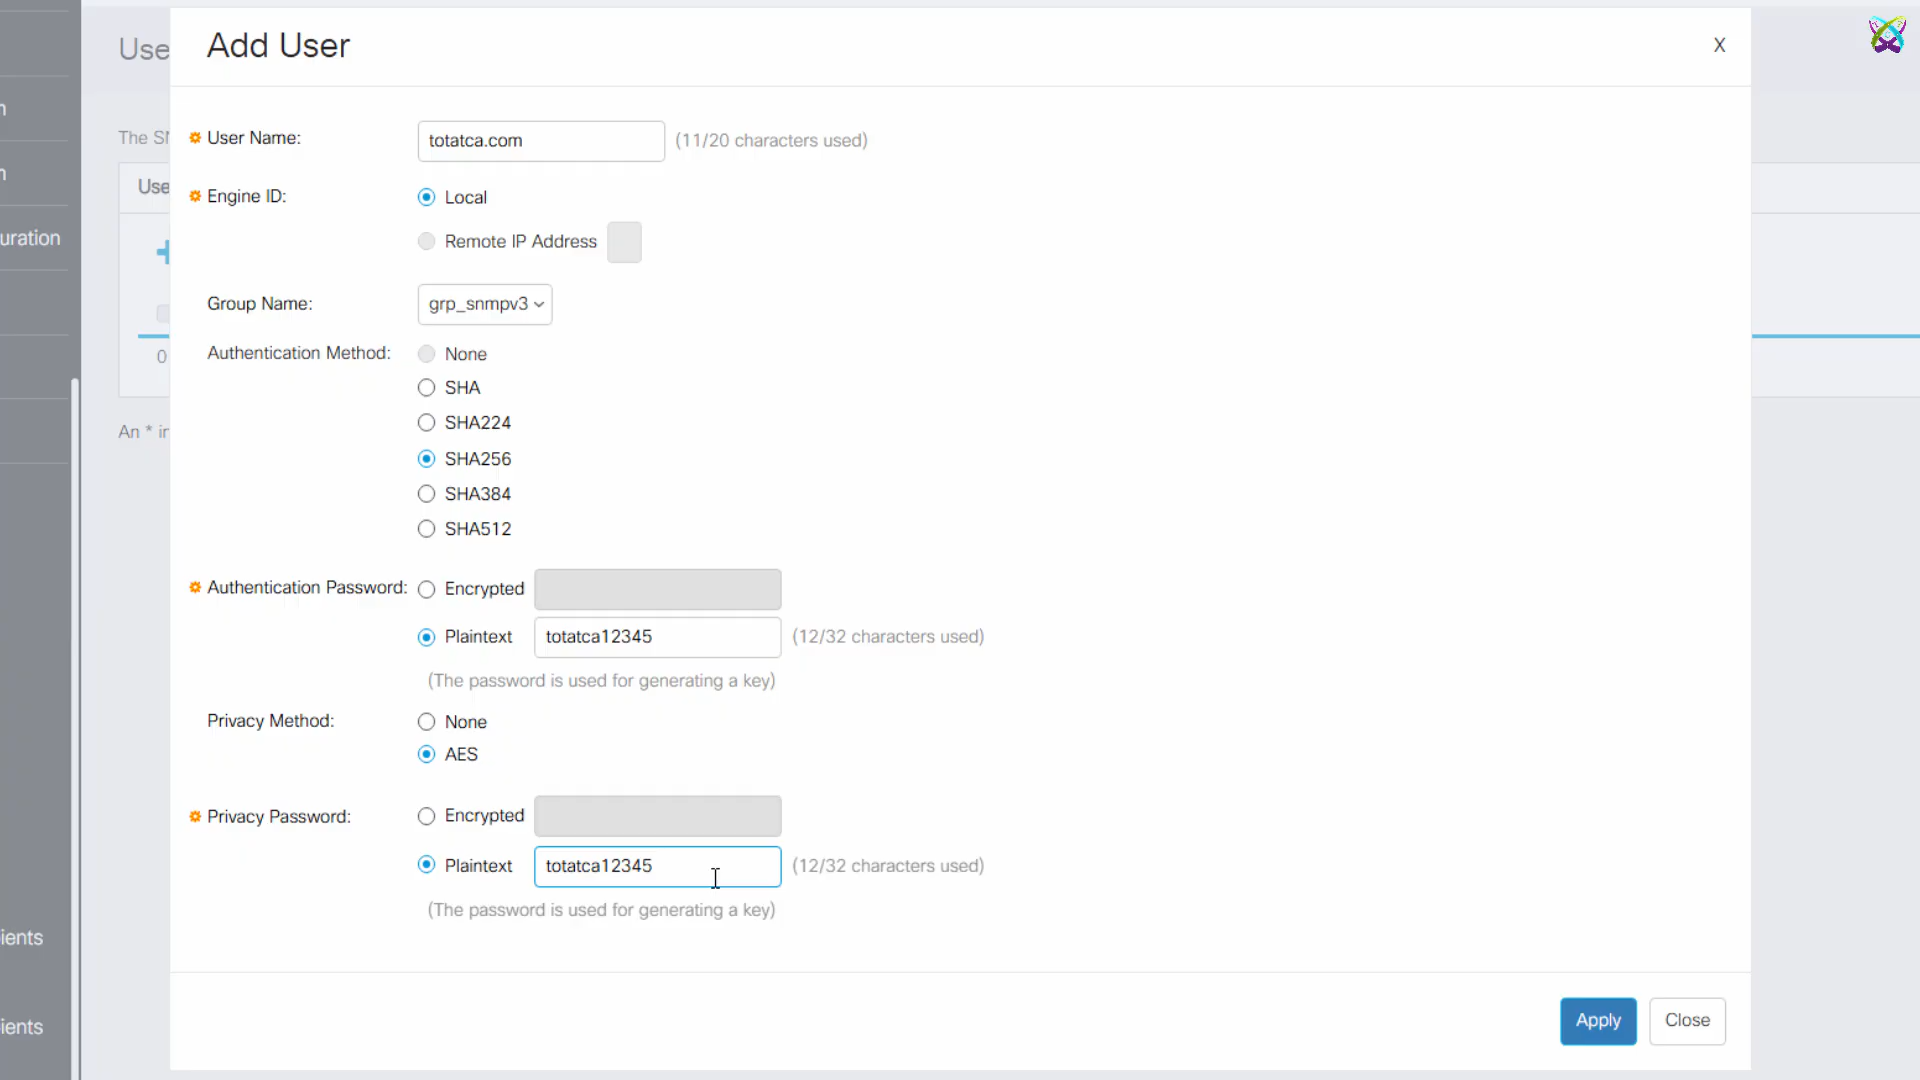 Use
Add User
X
n
n
uration
The SN
Use
0
An * in
User Name: totatca.com (11/20 characters used)
Engine ID: Local
Remote IP Address
Group Name: grp_snmpv3
Authentication Method: None
SHA
SHA224
SHA256
SHA384
SHA512
Authentication Password: Encrypted
Plaintext totatca12345 (12/32 characters used)
(The password is used for generating a key)
Privacy Method: None
AES
Privacy Password: Encrypted
Plaintext totatca12345 (12/32 characters used)
(The password is used for generating a key)
ients
ients
Apply Close